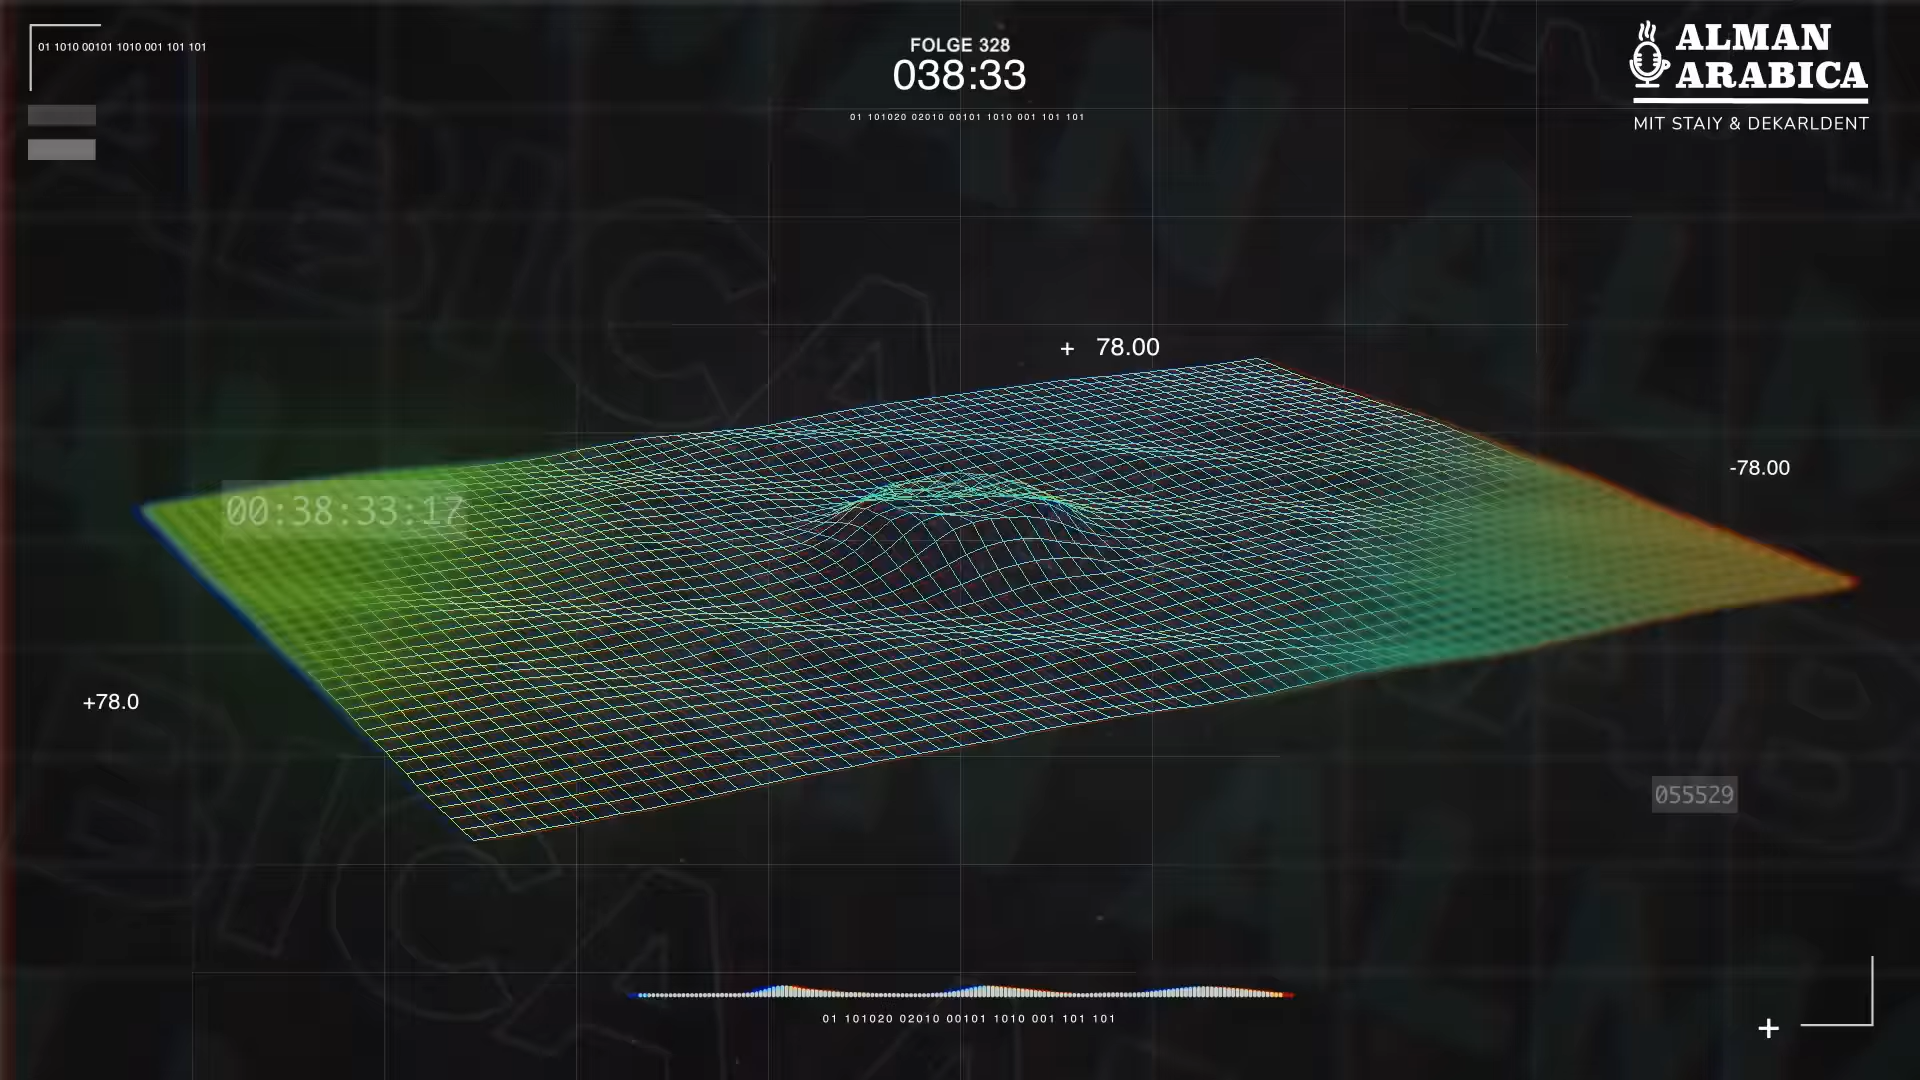 01 1010 00101 1010 001 101 101
FOLGE 328
038:33
01 101020 02010 00101 1010 001 101 101
ALMAN
ARABICA
MIT STAIY & DEKARLDENT
+ 78.00
-78.00
00:38:33:17
+78.0
055529
01 101020 02010 00101 1010 001 101 101
+